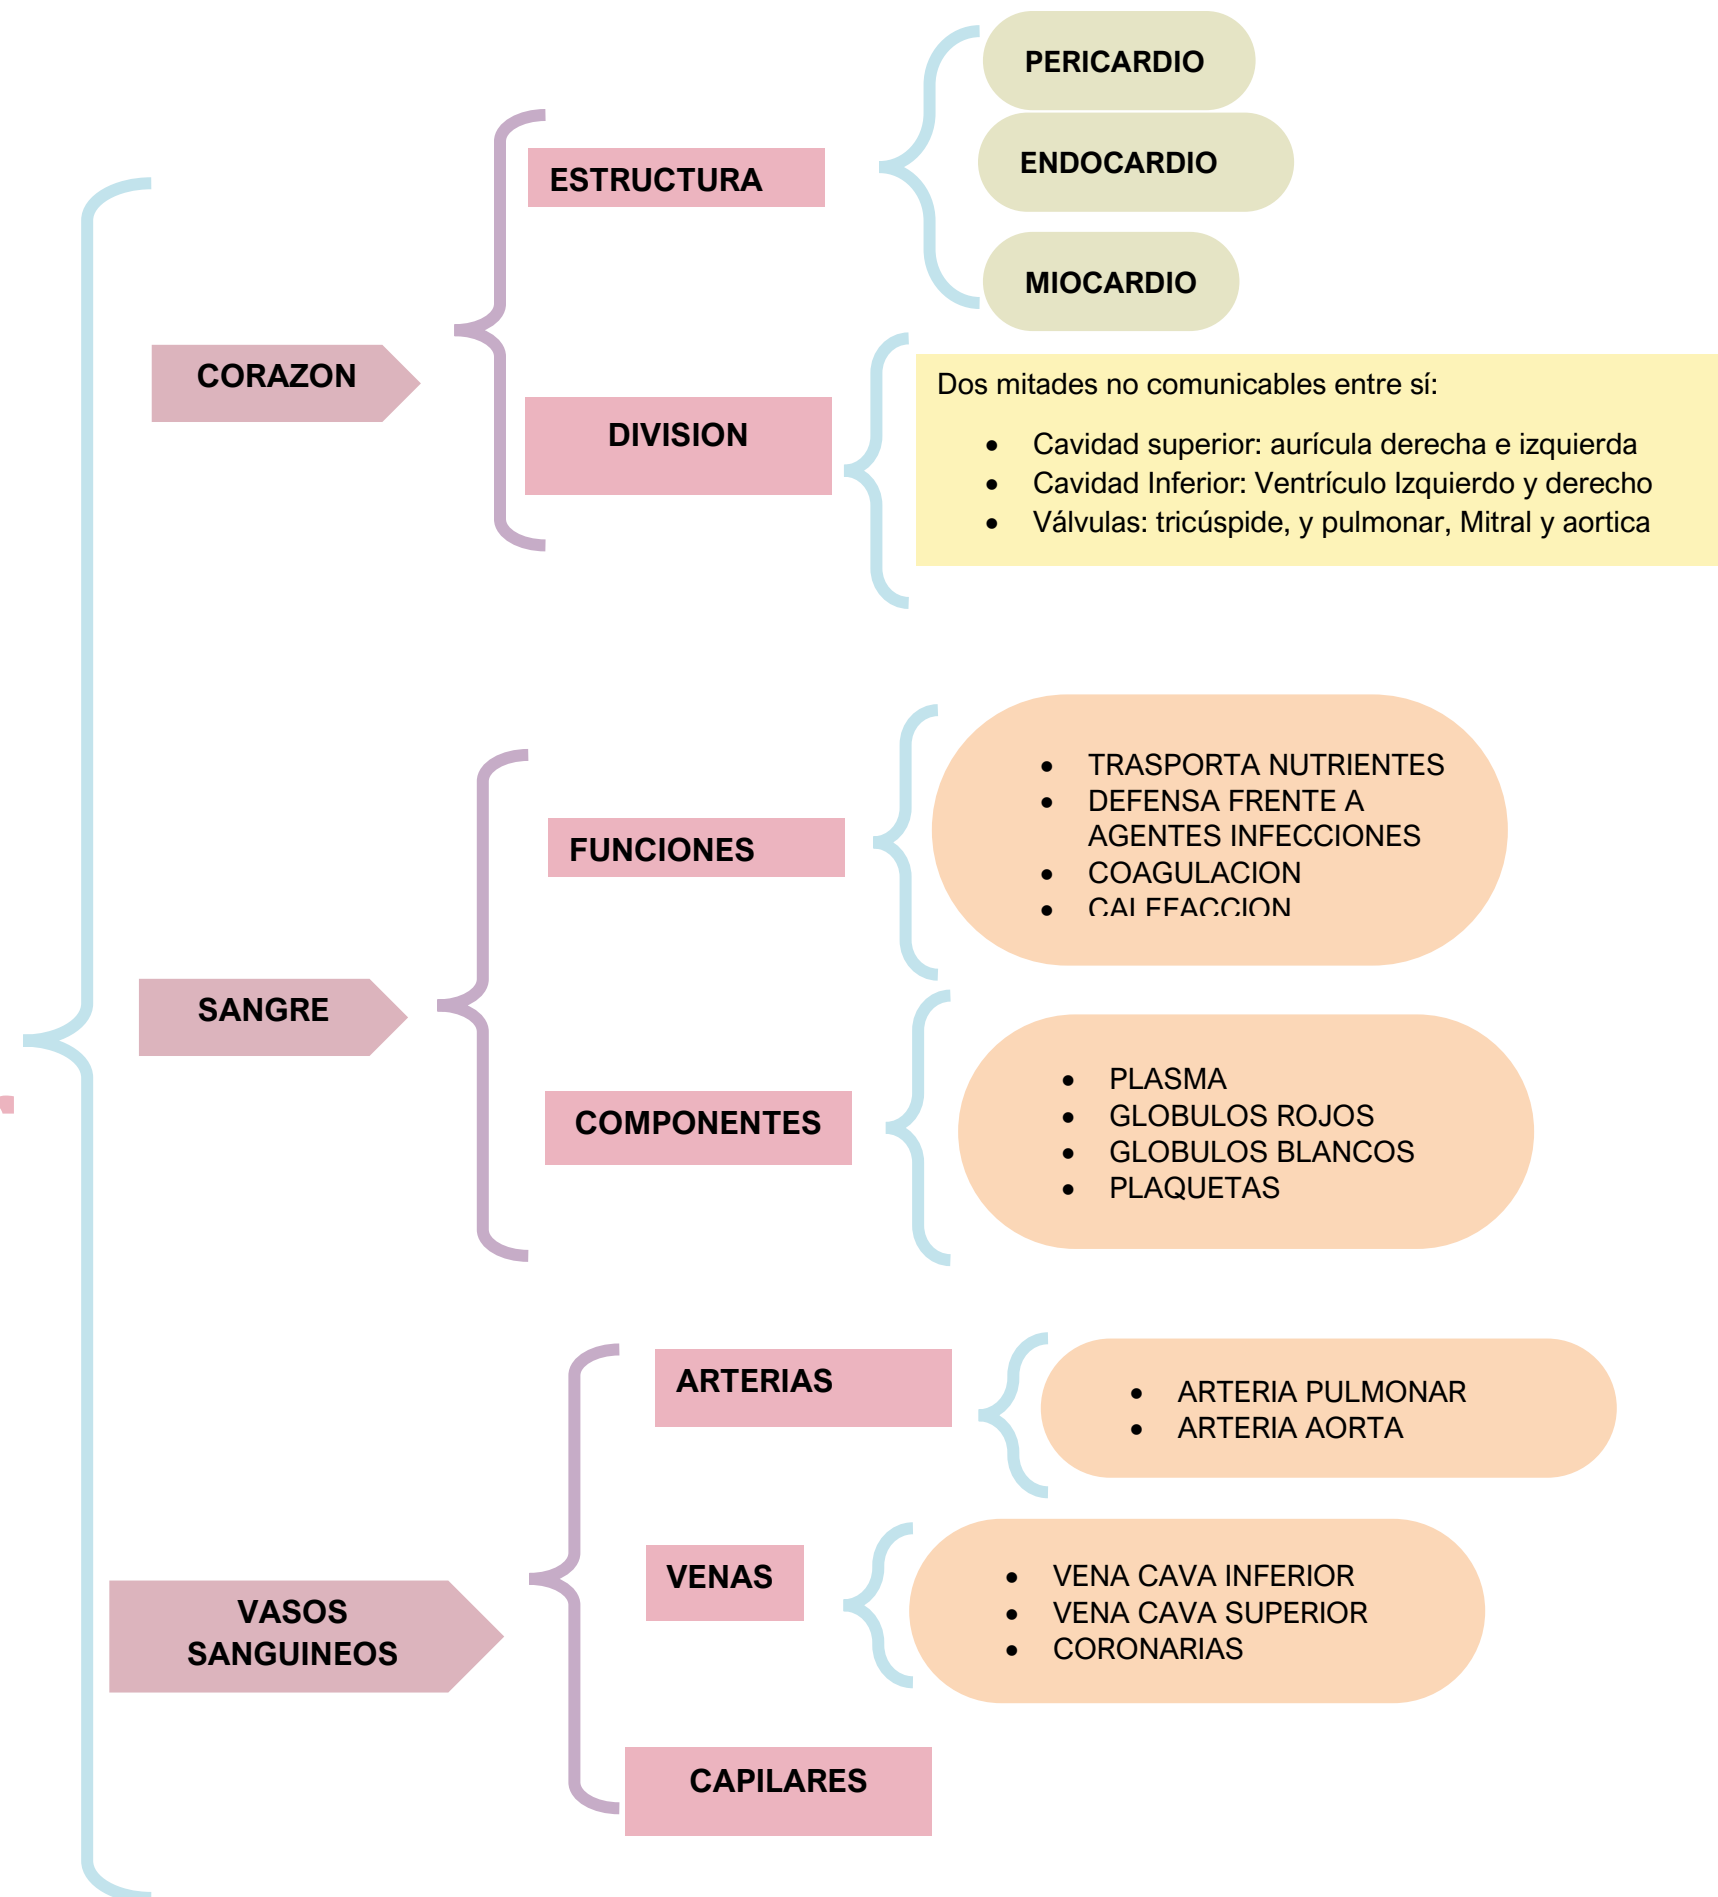 PERICARDIO
ENDOCARDIO
MIOCARDIO
ESTRUCTURA
CORAZON
DIVISION
Dos mitades no comunicables entre sí:
• Cavidad superior: aurícula derecha e izquierda
• Cavidad Inferior: Ventrículo Izquierdo y derecho
• Válvulas: tricúspide, y pulmonar, Mitral y aortica
FUNCIONES
• TRASPORTA NUTRIENTES
• DEFENSA FRENTE A
AGENTES INFECCIONES
• COAGULACION
• CALEFACCION
SANGRE
COMPONENTES
• PLASMA
• GLOBULOS ROJOS
• GLOBULOS BLANCOS
• PLAQUETAS
ARTERIAS
• ARTERIA PULMONAR
• ARTERIA AORTA
VENAS
• VENA CAVA INFERIOR
• VENA CAVA SUPERIOR
• CORONARIAS
VASOS
SANGUINEOS
CAPILARES